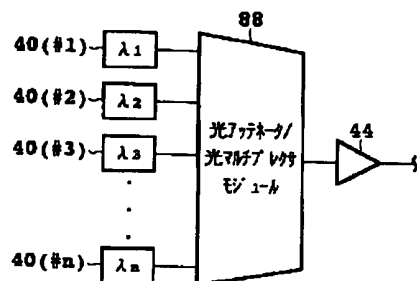 88
40(#1)
λ1
40(#2)
λ2
40(#3)
λ3
40(#n)
λn
光アッテネータ/
光マルチプレクサ
モジュール
44